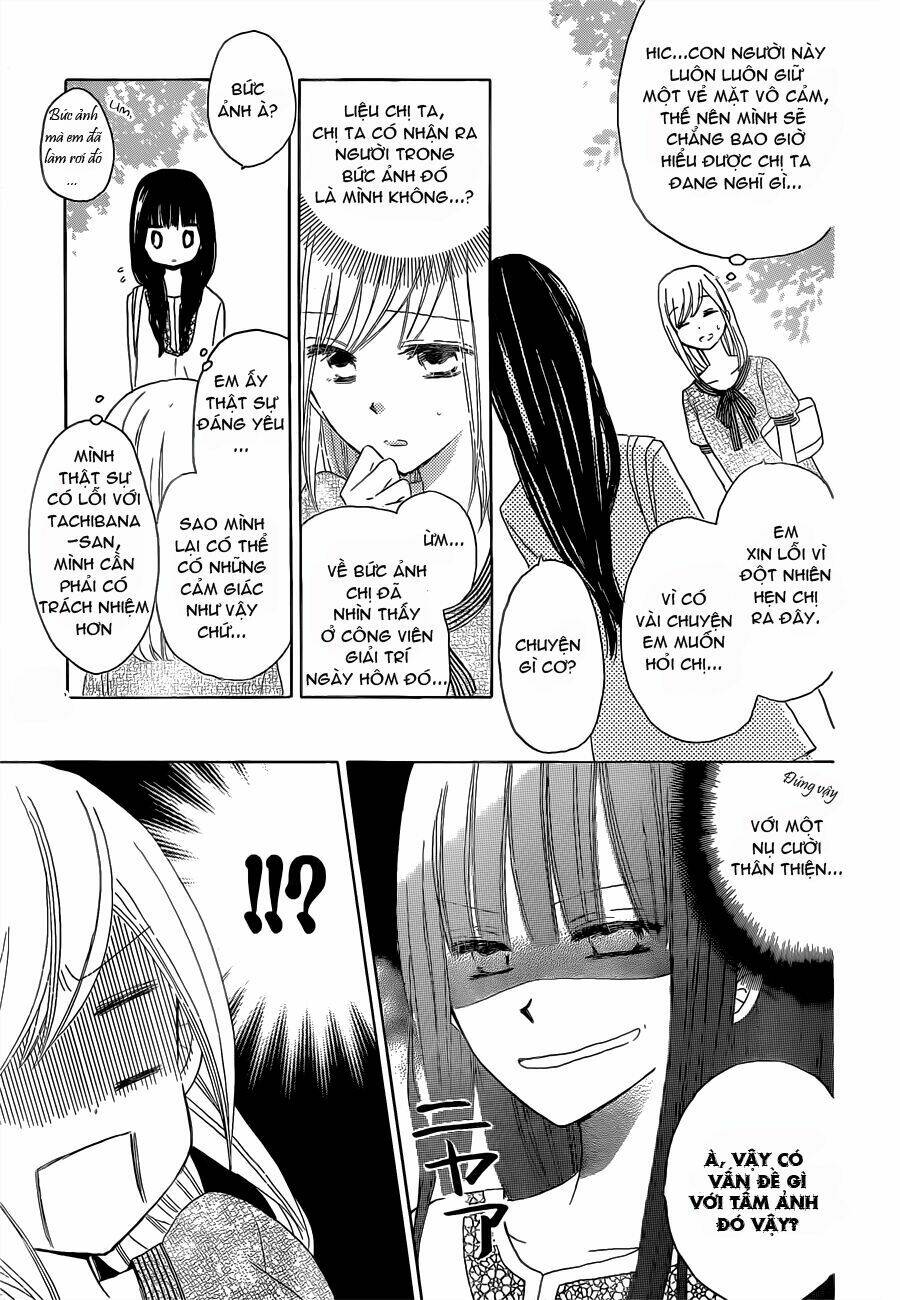 HIC...CON NGƯỜI NÀY
LUÔN LUÔN GIỮ
MỘT VẺ MẶT VÔ CẢM,
THẾ NÊN MÌNH SẼ
CHẲNG BAO GIỜ
HIỂU ĐƯỢC CHỊ TA
ĐANG NGHĨ GÌ...
EM
XIN LỖI VÌ
ĐỘT NHIÊN
HẸN CHỊ
RA ĐÂY.
VÌ CÓ
VÀI CHUYỆN
EM MUỐN
HỎI CHỊ...
CHUYỆN
GÌ CƠ?
LIỆU CHỊ TA,
CHỊ TA CÓ NHẬN RA
NGƯỜI TRONG
BỨC ẢNH ĐÓ
LÀ MÌNH KHÔNG...?
ỪM...
VỀ BỨC ẢNH
CHỊ ĐÃ
NHÌN THẤY
Ở CÔNG VIÊN
GIẢI TRÍ
NGÀY HÔM ĐÓ...
BỨC
ẢNH À?
ỪM,
Bức ảnh
mà em đã
làm rơi đó
...
EM ẤY
THẬT SỰ
ĐÁNG YÊU
...
SAO MÌNH
LẠI CÓ THỂ
CÓ NHỮNG
CẢM GIÁC
NHƯ VẬY
CHỨ...
MÌNH
THẬT SỰ
CÓ LỖI VỚI
TACHIBANA
-SAN,
MÌNH CẦN
PHẢI CÓ
TRÁCH NHIỆM
HƠN
Đúng vậy
VỚI MỘT
NỤ CƯỜI
THÂN THIỆN...
À, VẬY CÓ
VẤN ĐỀ GÌ
VỚI TẤM ẢNH
ĐÓ VẬY?
ニヤア
!!?